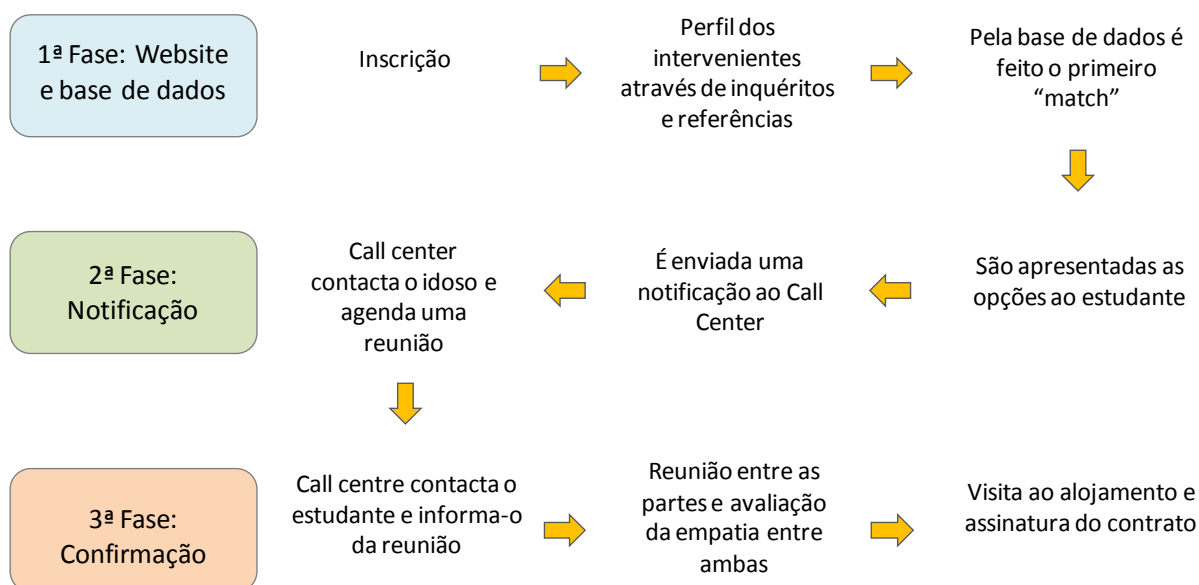 1ª Fase: Website
e base de dados
Inscrição
Perfil dos
intervenientes
através de inquéritos
e referências
Pela base de dados é
feito o primeiro
“match”
2ª Fase:
Notificação
Call center
contacta o idoso e
agenda uma
reunião
É enviada uma
notificação ao Call
Center
São apresentadas as
opções ao estudante
3ª Fase:
Confirmação
Call centre contacta o
estudante e informa-o
da reunião
Reunião entre as
partes e avaliação
da empatia entre
ambas
Visita ao alojamento e
assinatura do contrato